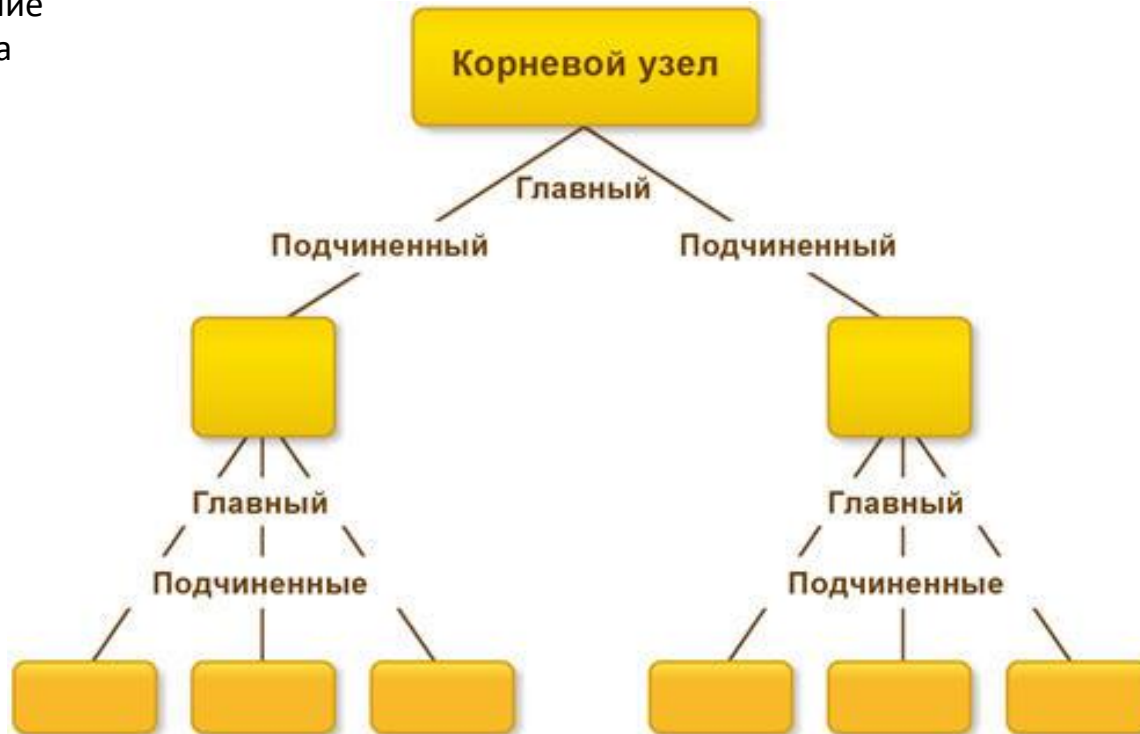 а
Корневой узел
Главный
Подчиненный Подчиненный
Главный Главный
Подчиненные Подчиненные